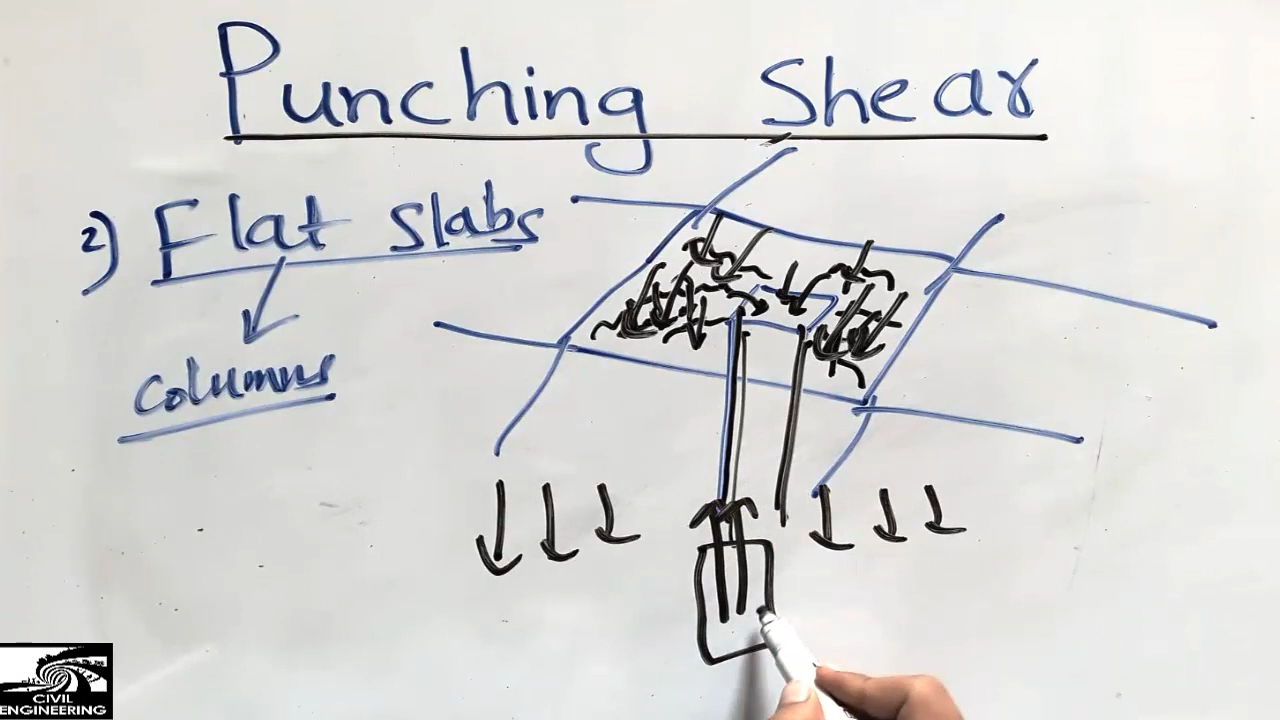 Punching Shear
2) Flat Slabs
Columns
CIVIL
ENGINEERING